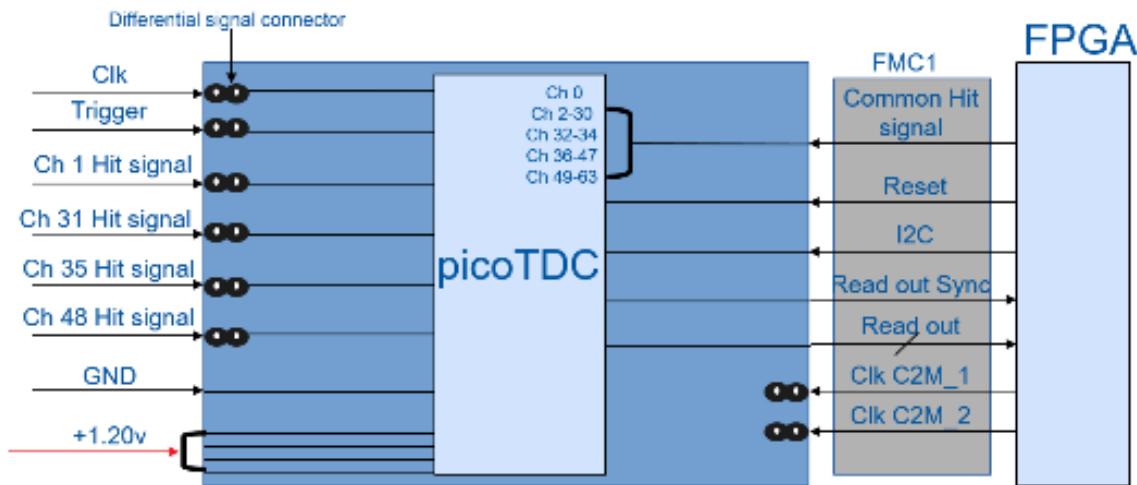 Differential signal connector
FPGA
Clk
FMC1
Trigger
Ch 0
Ch 2-30
Ch 32-34
Ch 36-47
Ch 49-63
Common Hit
signal
Ch 1 Hit signal
Reset
Ch 31 Hit signal
I2C
picoTDC
Ch 35 Hit signal
Read out Sync
Ch 48 Hit signal
Read out
GND
Clk C2M_1
Clk C2M_2
+1.20v